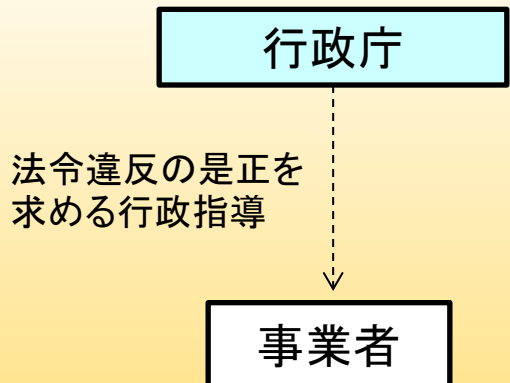 行政庁
法令違反の是正を
求める行政指導
事業者